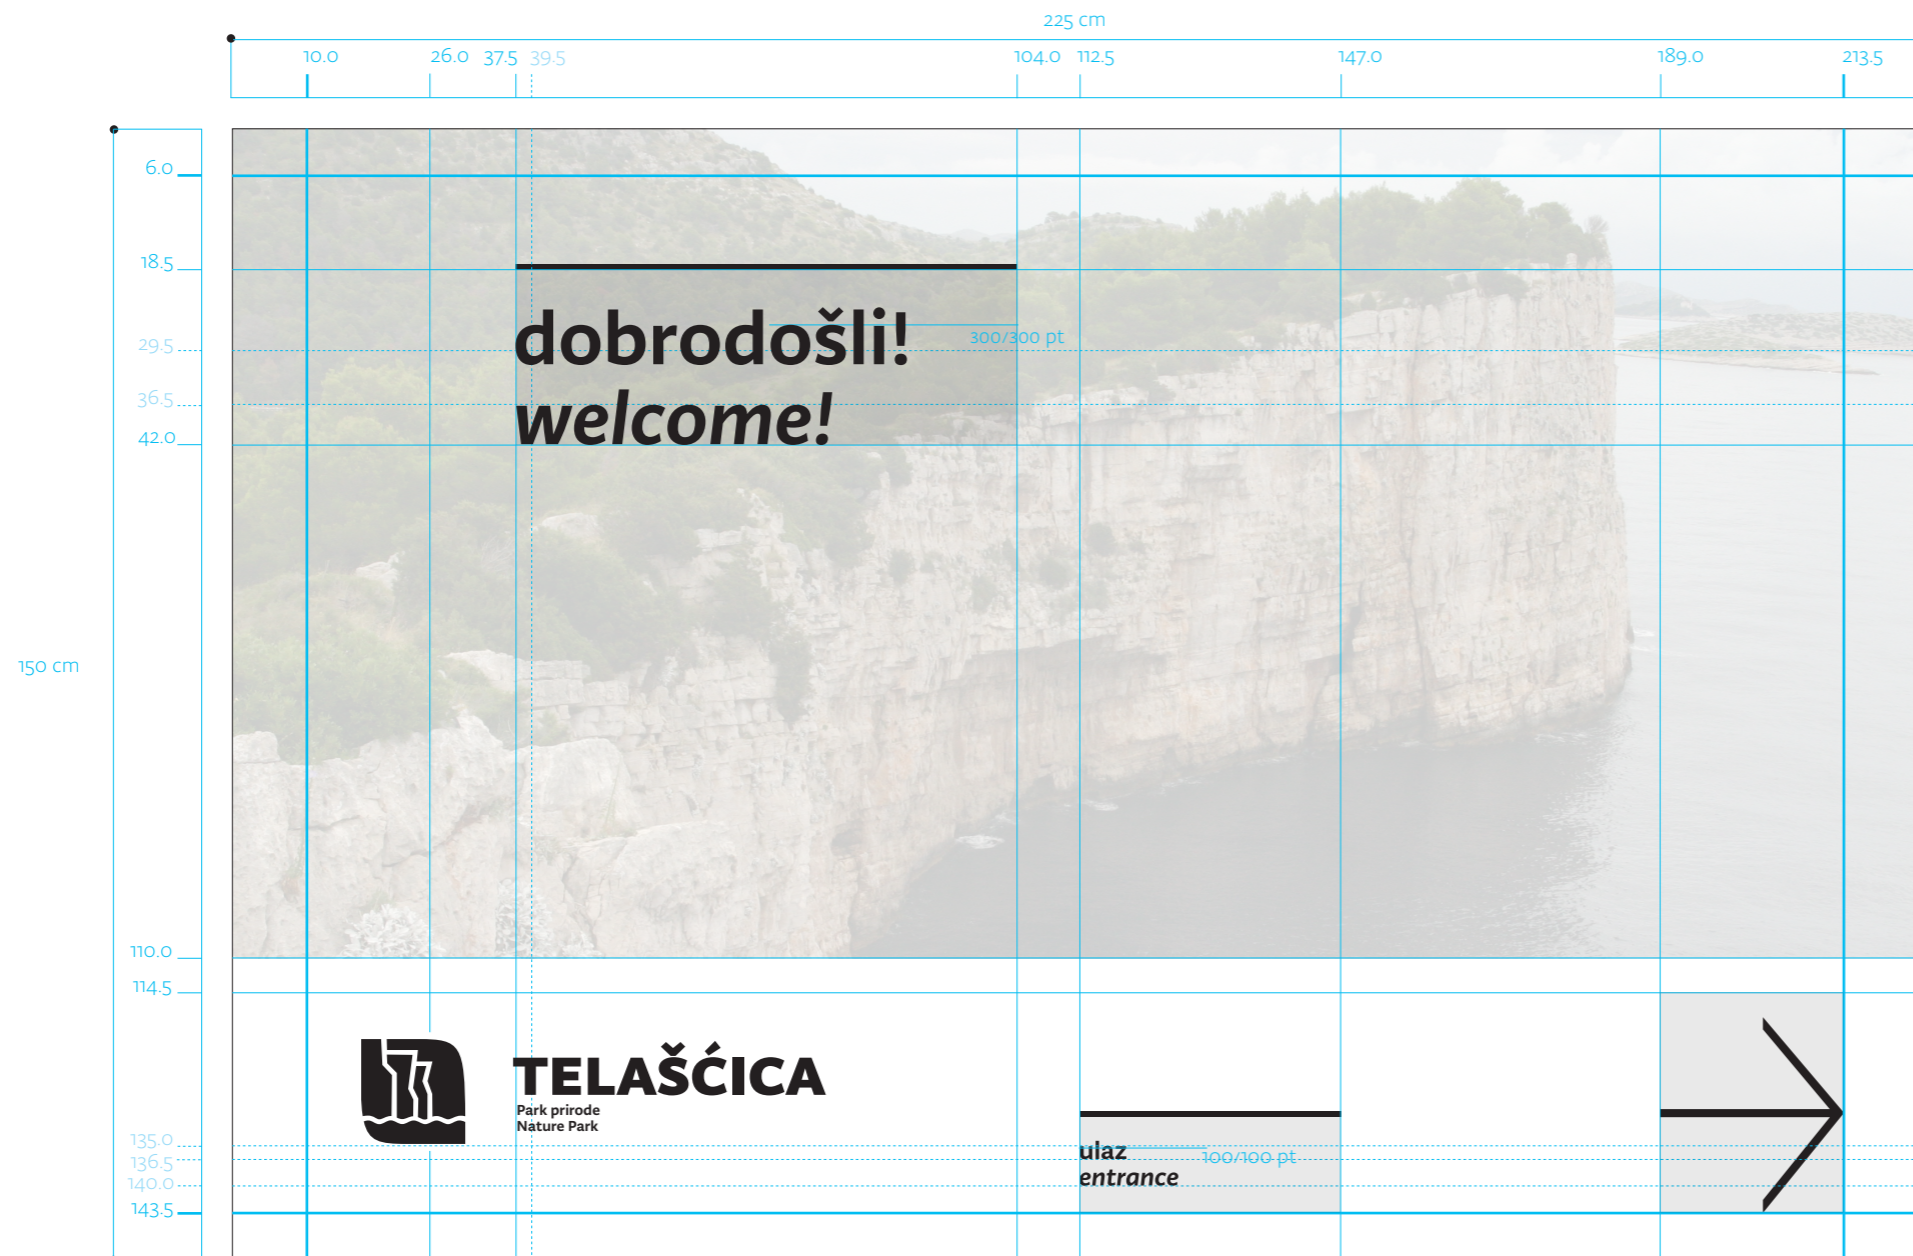 225 cm
10.0 26.0 37.5 39.5 104.0 112.5 147.0 189.0 213.5
6.0
18.5
dobrodošli!
300/300 pt
29.5
welcome!
36.5
42.0
150 cm
110.0
114.5
TELAŠĆICA
Park prirode
Nature Park
135.0
ulaz
100/100 pt
136.5
entrance
140.0
143.5